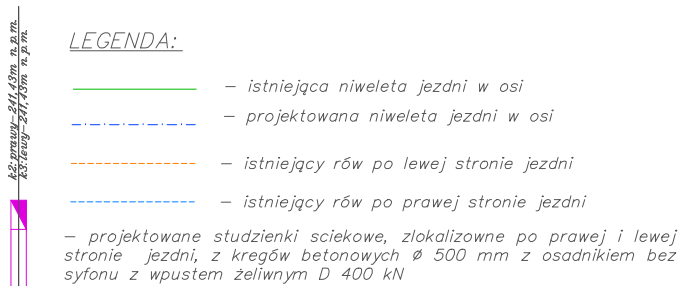 k2: prawy-241,43m n.p.m.
k3: lewy-241,43m n.p.m.
LEGENDA:
- istniejąca niweleta jezdni w osi
- projektowana niweleta jezdni w osi
- istniejący rów po lewej stronie jezdni
- istniejący rów po prawej stronie jezdni
- projektowane studzienki sciekowe, zlokalizowne po prawej i lewej
stronie jezdni, z kregów betonowych Ø 500 mm z osadnikiem bez
syfonu z wpustem żeliwnym D 400 kN